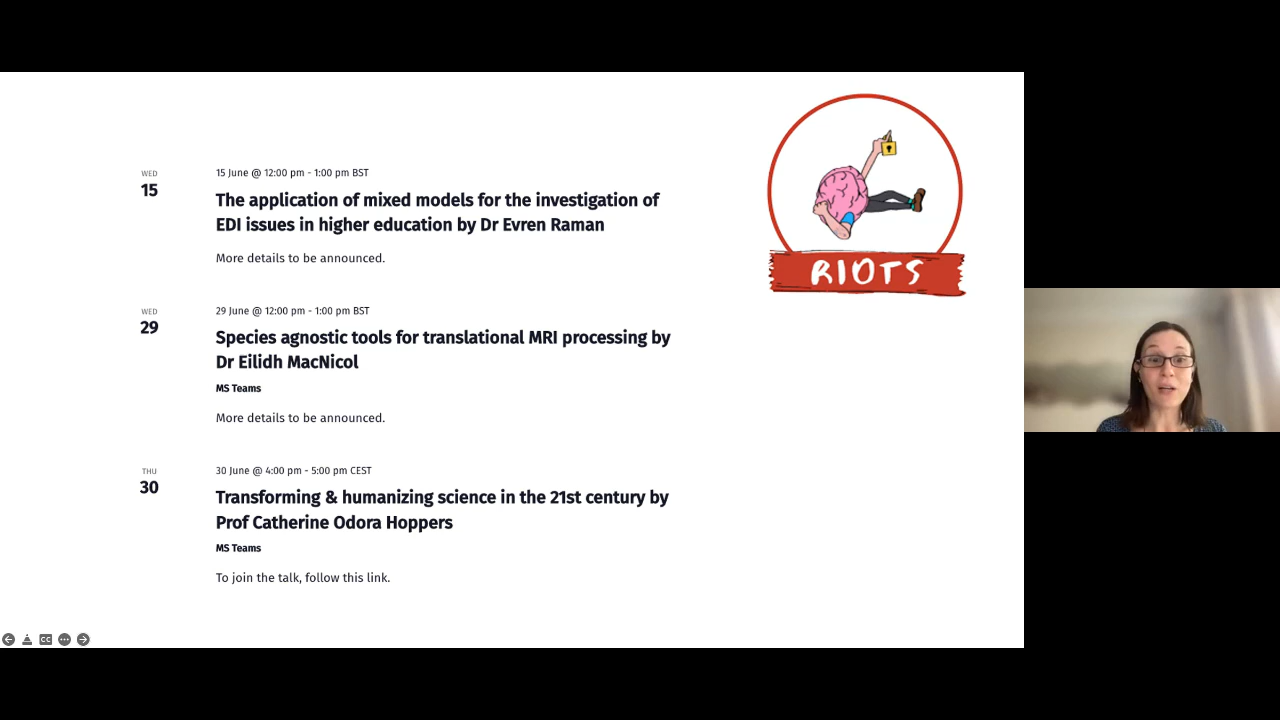 WED
15
15 June @ 12:00 pm - 1:00 pm BST
The application of mixed models for the investigation of
EDI issues in higher education by Dr Evren Raman
More details to be announced.
RIOTS
WED
29
29 June @ 12:00 pm - 1:00 pm BST
Species agnostic tools for translational MRI processing by
Dr Eilidh MacNicol
MS Teams
More details to be announced.
THU
30
30 June @ 4:00 pm - 5:00 pm CEST
Transforming & humanizing science in the 21st century by
Prof Catherine Odora Hoppers
MS Teams
To join the talk, follow this link.
CC